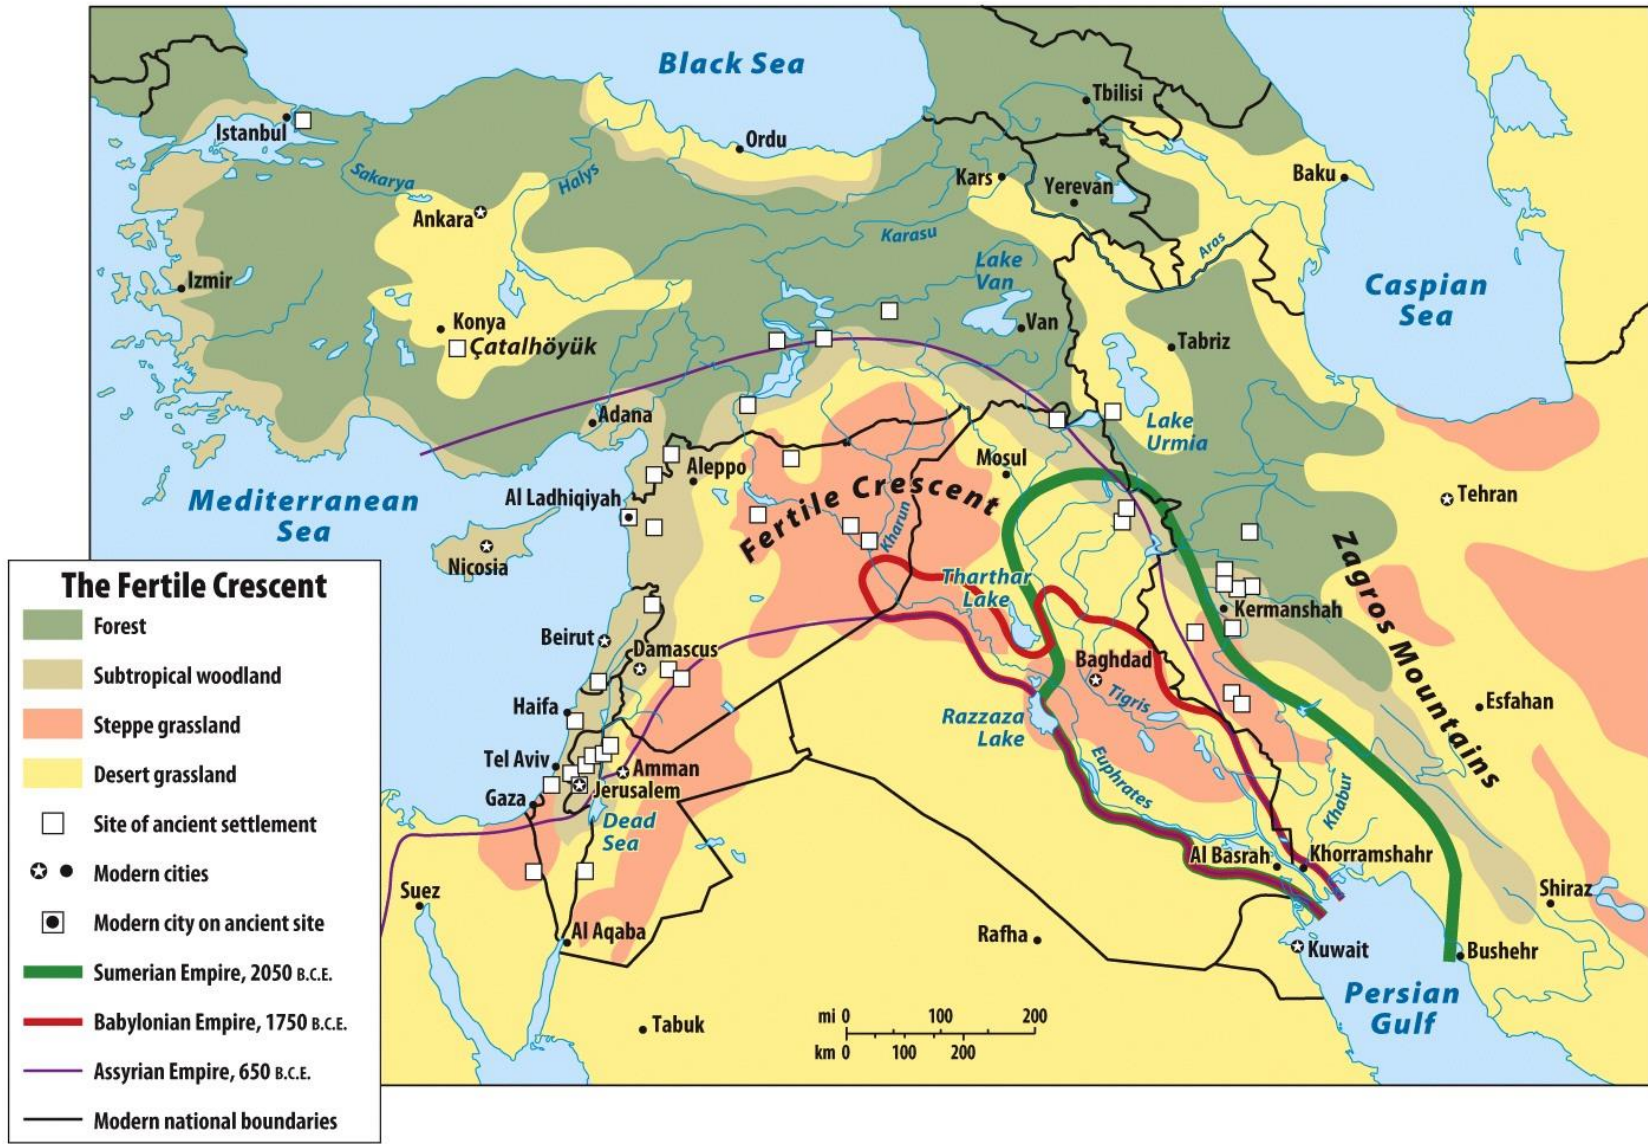 Black Sea
Tbilisi
Istanbul
Ordu
Sakarya
Halys
Kars
Yerevan
Baku
Ankara
Karasu
Aras
Lake
Van
Izmir
Caspian
Sea
Konya
Van
Çatalhöyük
Tabriz
Adana
Lake
Urmia
Mosul
Aleppo
Tehran
Mediterranean
Sea
Al Ladhiqiyah
Fertile Crescent
Kharun
Zagros Mountains
Nicosia
Tharthar
Lake
Kermanshah
Beirut
Damascus
Baghdad
Haifa
Tigris
Esfahan
Razzaza
Lake
Tel Aviv
Amman
Euphrates
Jerusalem
Gaza
Khabur
Dead
Sea
Al Basrah
Khorramshahr
Suez
Shiraz
Al Aqaba
Rafha
Kuwait
Bushehr
Persian
Gulf
Tabuk
mi 0 100 200
km 0 100 200
The Fertile Crescent
Forest
Subtropical woodland
Steppe grassland
Desert grassland
Site of ancient settlement
Modern cities
Modern city on ancient site
Sumerian Empire, 2050 B.C.E.
Babylonian Empire, 1750 B.C.E.
Assyrian Empire, 650 B.C.E.
Modern national boundaries